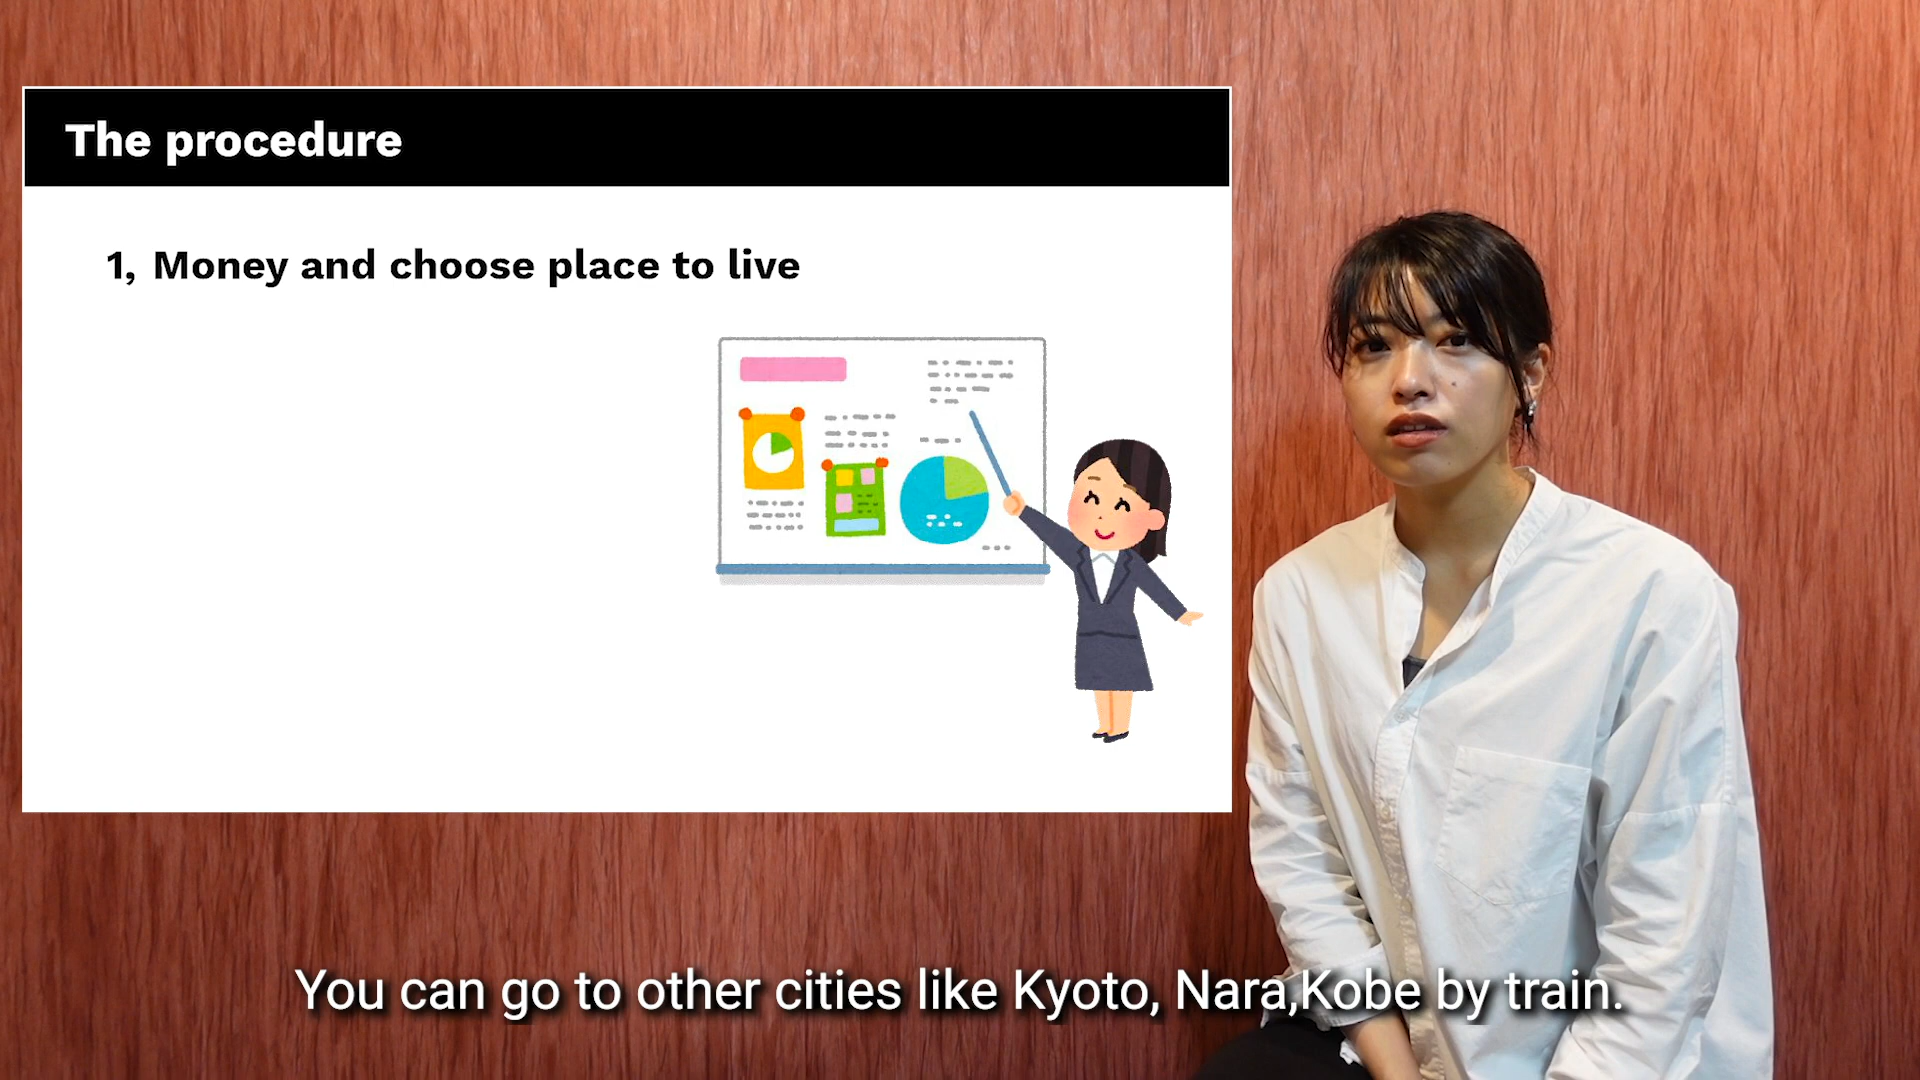 The procedure
1, Money and choose place to live
You can go to other cities like Kyoto, Nara,Kobe by train.